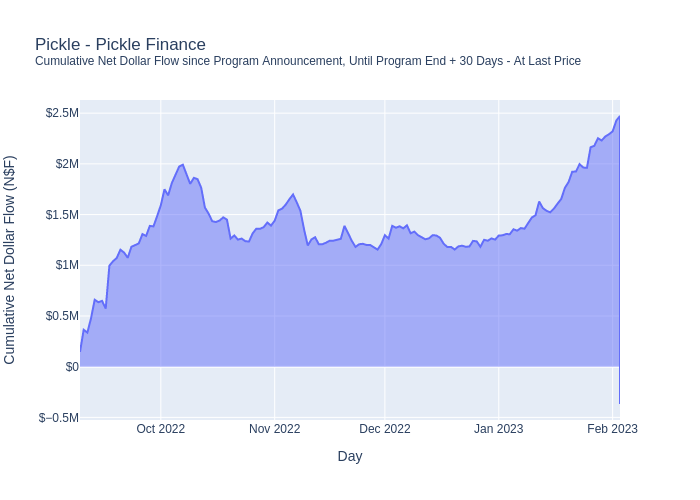 Pickle - Pickle Finance
Cumulative Net Dollar Flow since Program Announcement, Until Program End + 30 Days - At Last Price
Cumulative Net Dollar Flow (N$F)
$2.5M
$2M
$1.5M
$1M
$0.5M
$0
$−0.5M
Oct 2022
Nov 2022
Dec 2022
Jan 2023
Feb 2023
Day